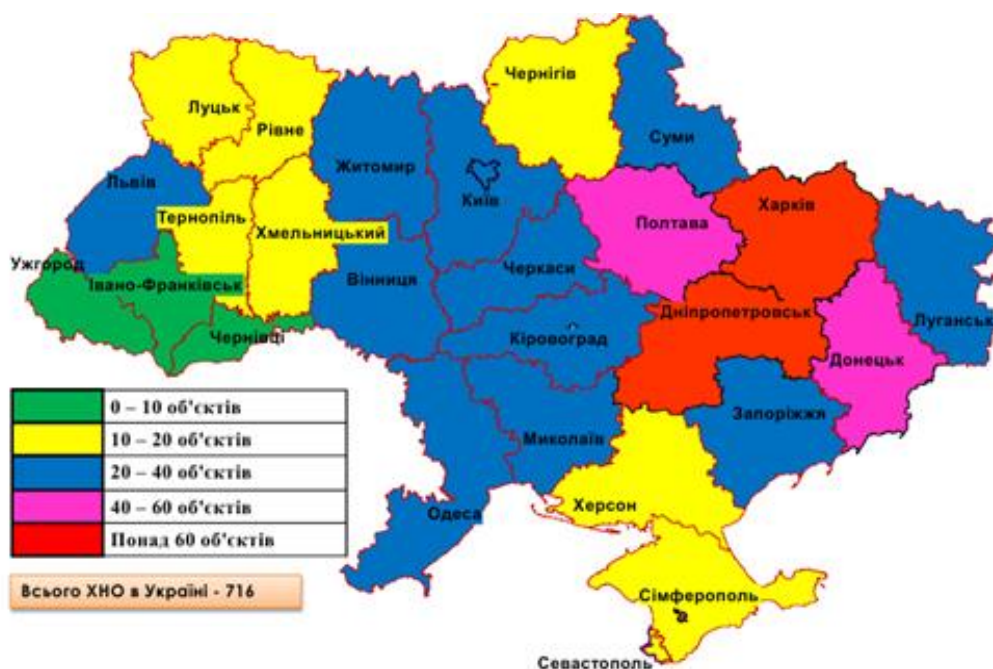 Чернігів
Луцьк
Рівне
Суми
Житомир
Львів
Київ
Харків
Тернопіль
Полтава
Хмельницький
Ужгород
Черкаси
Вінниця
Івано-Франківськ
Дніпропетровськ
Луганськ
Чернівці
Кіровоград
Донецьк
0 – 10 об'єктів
Запоріжжя
10 – 20 об'єктів
Миколаїв
20 – 40 об'єктів
40 – 60 об'єктів
Херсон
Одеса
Понад 60 об'єктів
Всього ХНО в Україні - 716
Сімферополь
Севастополь